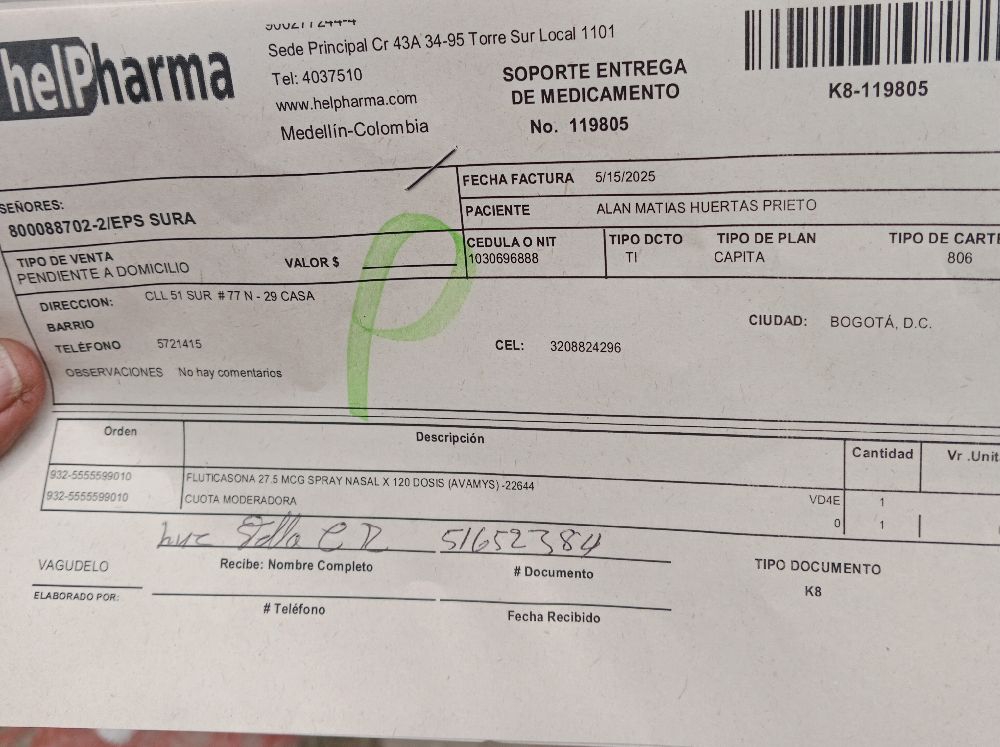 helPharma
Sede Principal Cr 43A 34-95 Torre Sur Local 1101
Tel: 4037510
www.helpharma.com
Medellín-Colombia
SOPORTE ENTREGA
DE MEDICAMENTO
No. 119805
K8-119805
SEÑORES:
800088702-2/EPS SURA
FECHA FACTURA 5/15/2025
PACIENTE ALAN MATIAS HUERTAS PRIETO
TIPO DE VENTA
PENDIENTE A DOMICILIO
VALOR $
CEDULA O NIT
1030696888
TIPO DCTO
TI
TIPO DE PLAN
CAPITA
TIPO DE CARTE
806
P
DIRECCION: CLL 51 SUR #77 N - 29 CASA
BARRIO
TELÉFONO 5721415
CEL: 3208824296
CIUDAD: BOGOTÁ, D.C.
OBSERVACIONES No hay comentarios
Orden Descripción Cantidad Vr .Unit
932-5555599010 FLUTICASONA 27.5 MCG SPRAY NASAL X 120 DOSIS (AVAMYS) -22644 VD4E 1
932-5555599010 CUOTA MODERADORA 0 1
Stella 51652384
VAGUDELO
ELABORADO POR:
Recibe: Nombre Completo
# Documento
# Teléfono
Fecha Recibido
TIPO DOCUMENTO
K8